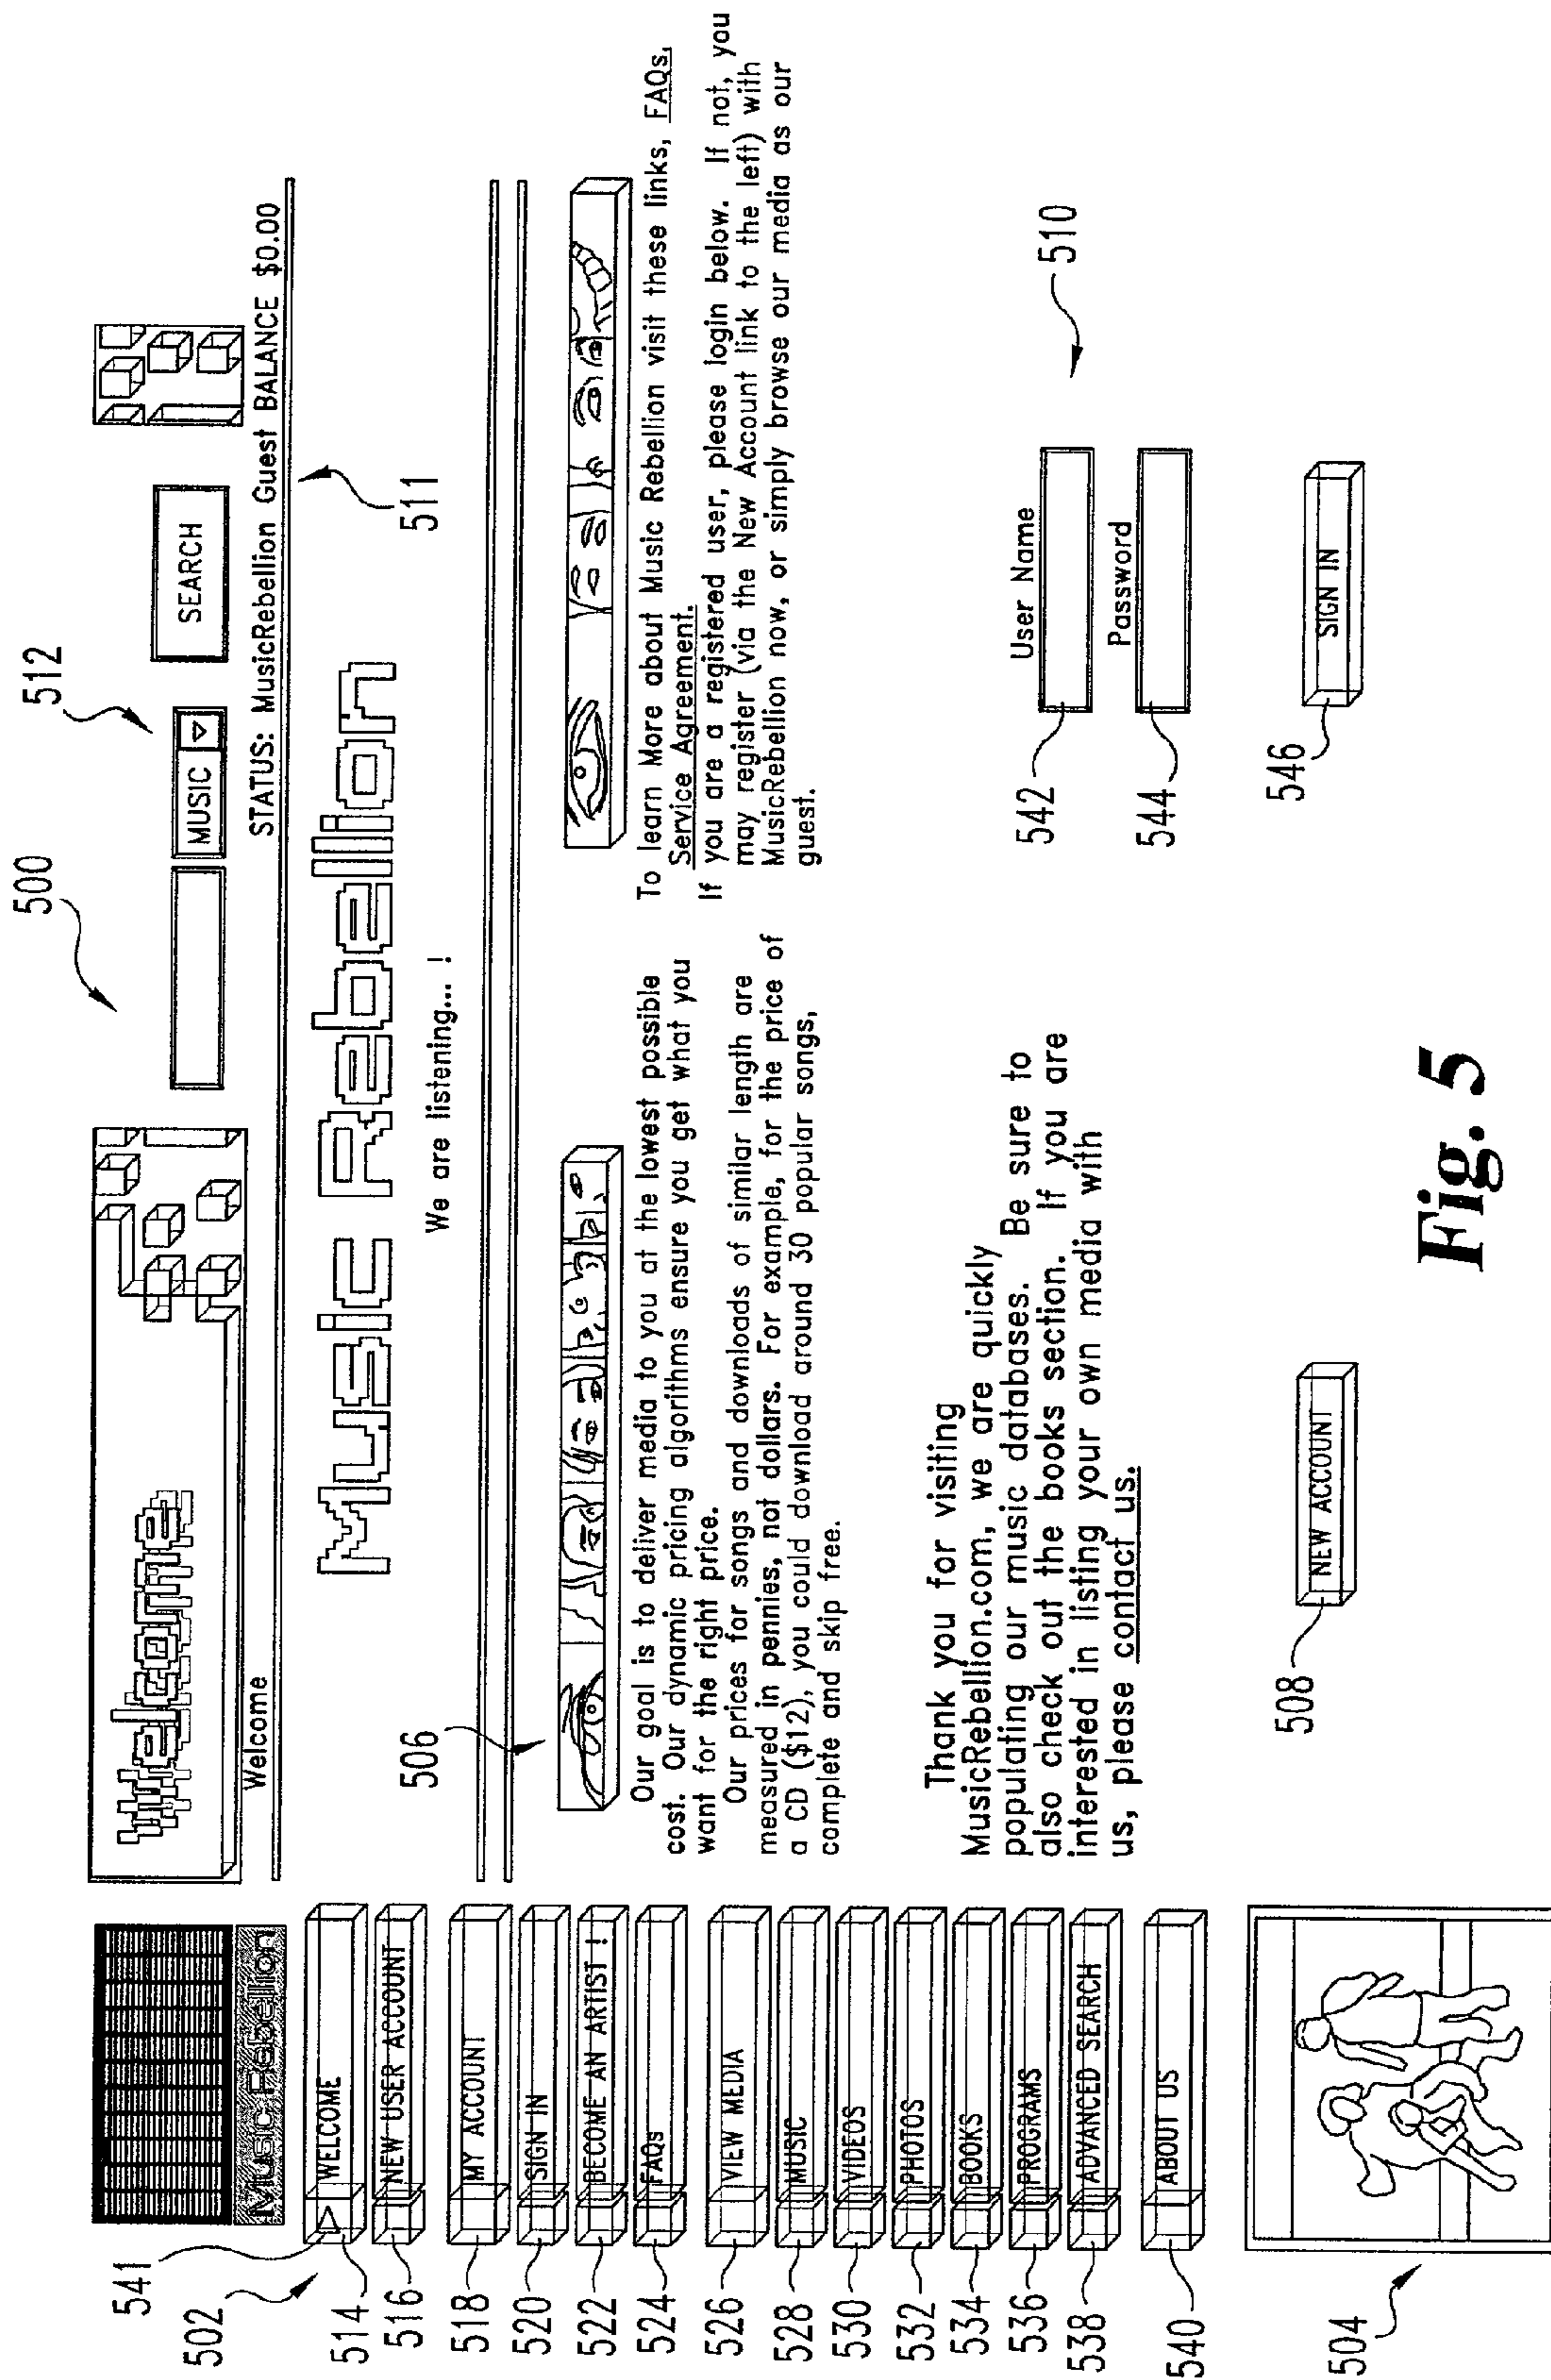 500
512
welcome
MUSIC
SEARCH
Welcome
STATUS: MusicRebellion Guest BALANCE $0.00
511
Music Rebellion
Music Rebellion
We are listening... !
541
502
514
WELCOME
516
NEW USER ACCOUNT
518
MY ACCOUNT
520
SIGN IN
522
BECOME AN ARTIST !
524
FAQs
526
VIEW MEDIA
528
MUSIC
530
VIDEOS
532
PHOTOS
534
BOOKS
536
PROGRAMS
538
ADVANCED SEARCH
540
ABOUT US
504
506
Our goal is to deliver media to you at the lowest possible
cost. Our dynamic pricing algorithms ensure you get what you
want for the right price.
Our prices for songs and downloads of similar length are
measured in pennies, not dollars. For example, for the price of
a CD ($12), you could download around 30 popular songs,
complete and skip free.
To learn More about Music Rebellion visit these links, FAQs,
Service Agreement.
If you are a registered user, please login below. If not, you
may register (via the New Account link to the left) with
MusicRebellion now, or simply browse our media as our
guest.
Thank you for visiting
MusicRebellion.com, we are quickly
populating our music databases. Be sure to
also check out the books section. If you are
interested in listing your own media with
us, please contact us.
510
User Name
542
Password
544
508
NEW ACCOUNT
546
SIGN IN
Fig. 5